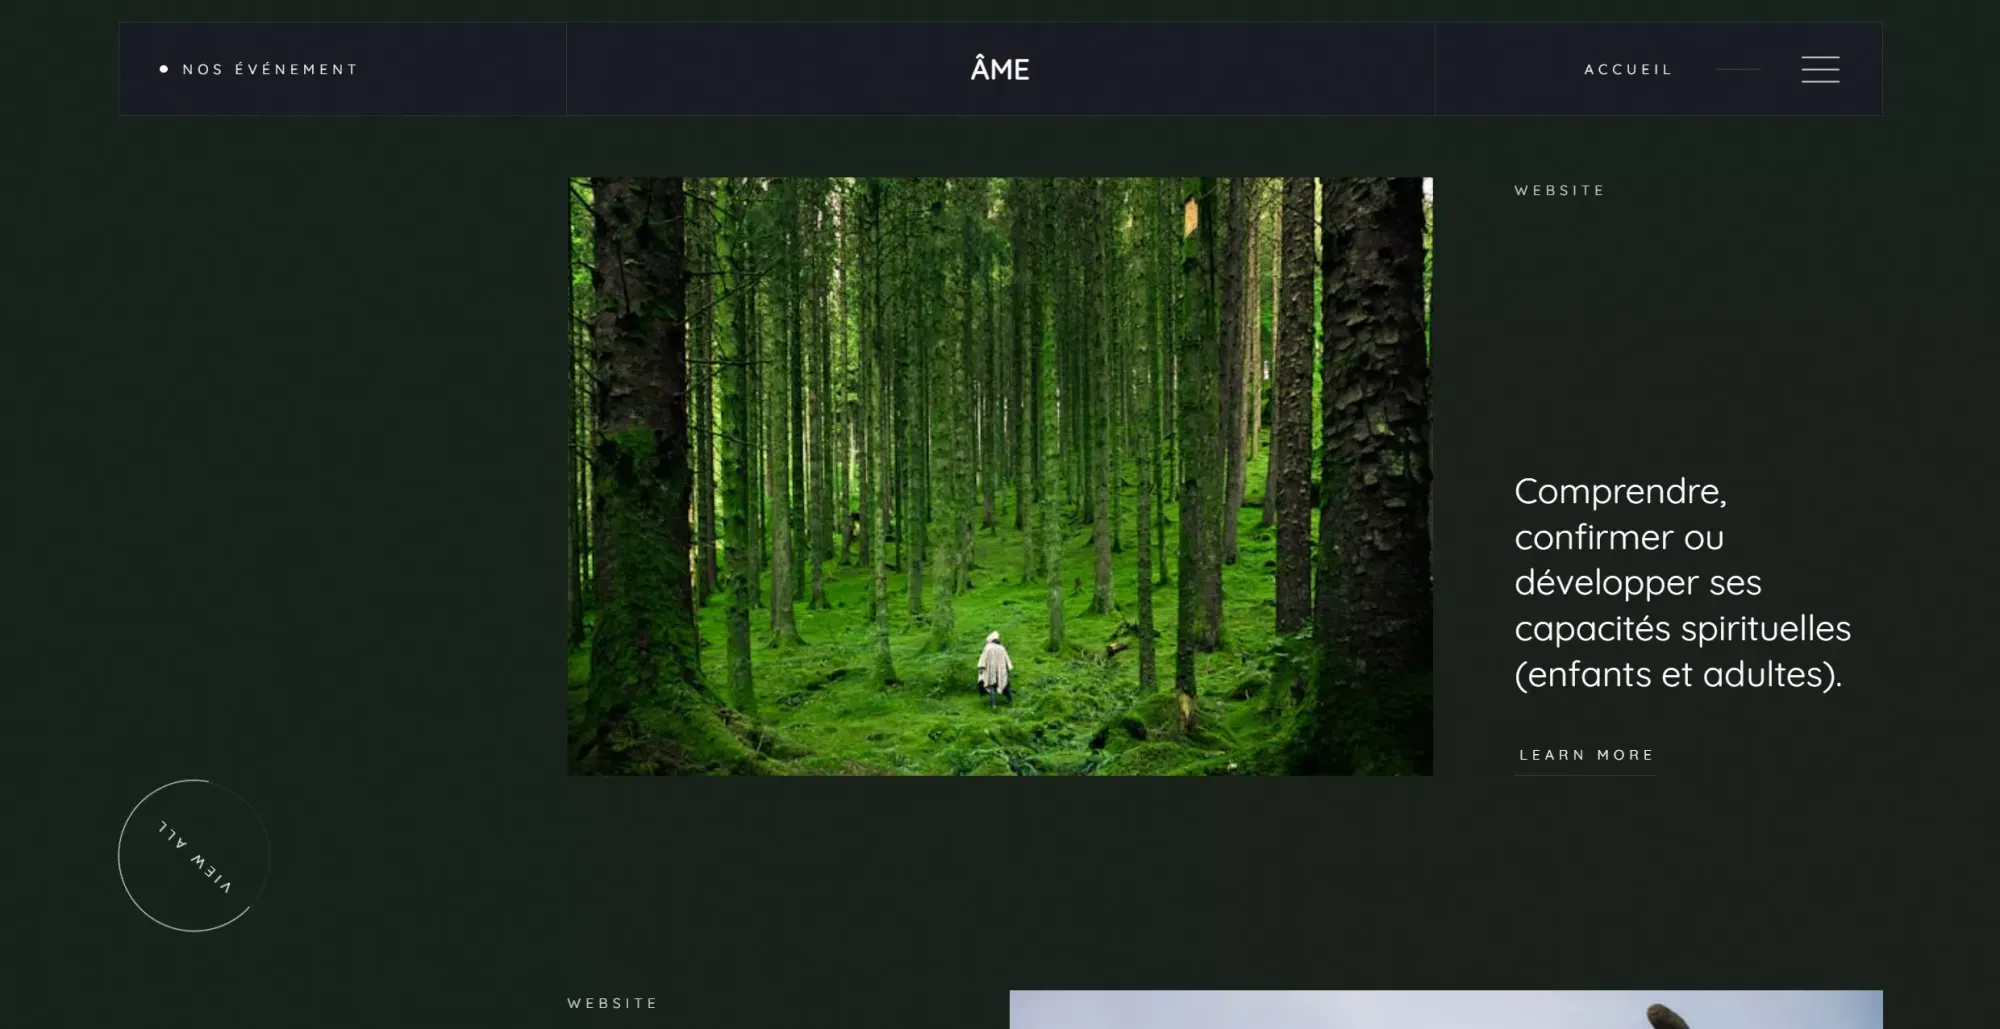 NOS ÉVÉNEMENT
ÂME
ACCUEIL
WEBSITE
Comprendre,
confirmer ou
développer ses
capacités spirituelles
(enfants et adultes).
LEARN MORE
VIEW ALL
WEBSITE